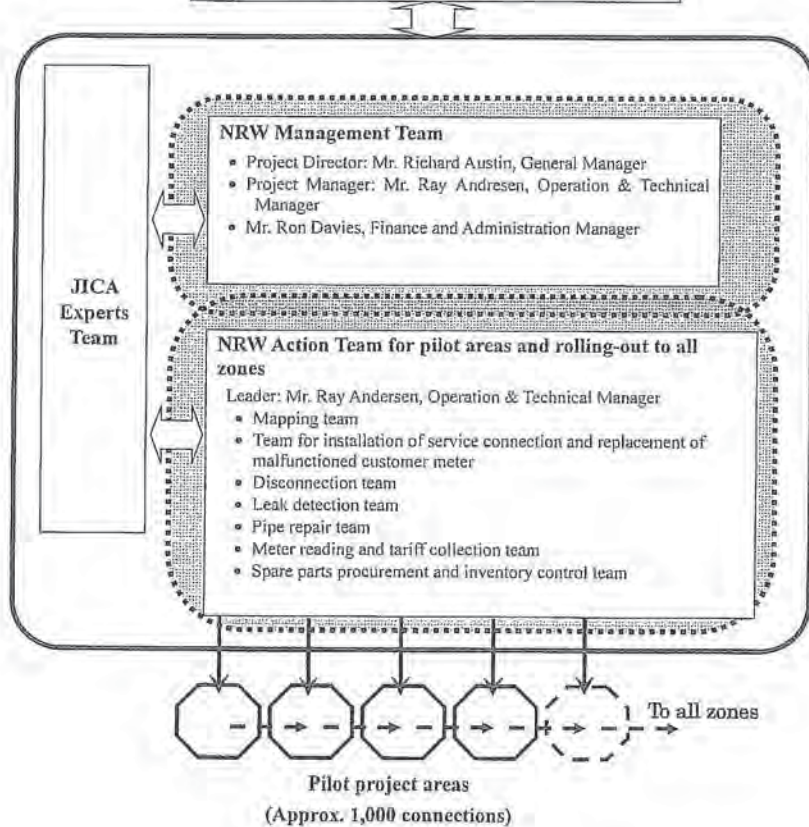 NRW Management Team
• Project Director: Mr. Richard Austin, General Manager
• Project Manager: Mr. Ray Andresen, Operation & Technical
Manager
• Mr. Ron Davies, Finance and Administration Manager
JICA
Experts
Team
NRW Action Team for pilot areas and rolling-out to all
zones
Leader: Mr. Ray Andersen, Operation & Technical Manager
• Mapping team
• Team for installation of service connection and replacement of
malfunctioned customer meter
• Disconnection team
• Leak detection team
• Pipe repair team
• Meter reading and tariff collection team
• Spare parts procurement and inventory control team
To all zones
Pilot project areas
(Approx. 1,000 connections)